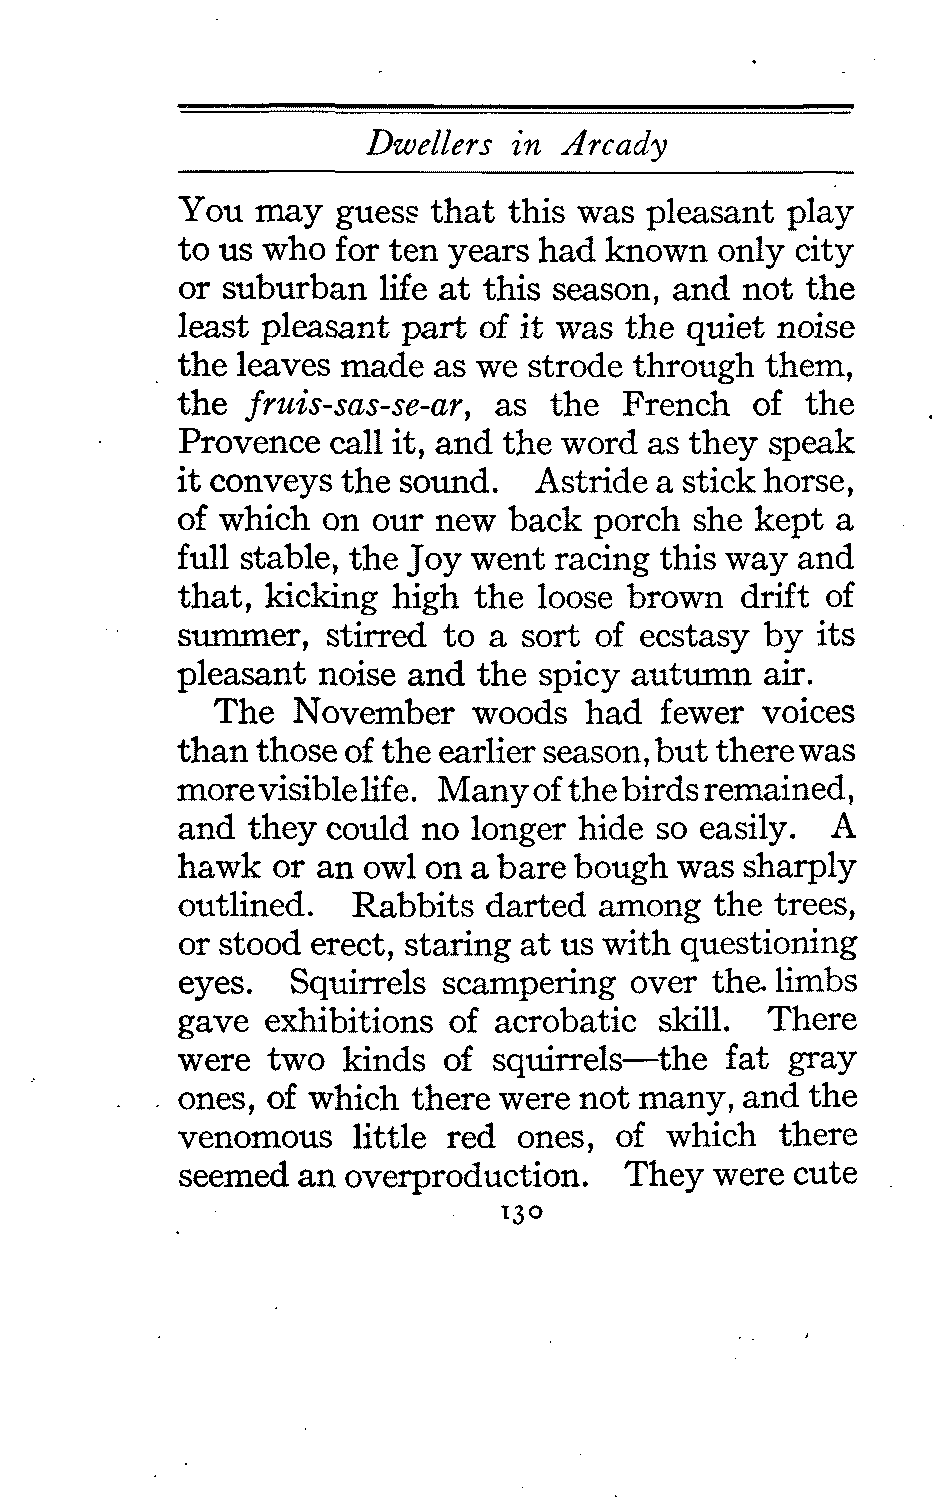 Dwellers in Arcady
You may guess that this was pleasant play
to us who for ten years had known only city
or suburban life at this season, and not the
least pleasant part of it was the quiet noise
the leaves made as we strode through them,
the fruis-sas-se-ar, as the French of the
Provence call it, and the word as they speak
it conveys the sound. Astride a stick horse,
of which on our new back porch she kept a
full stable, the Joy went racing this way and
that, kicking high the loose brown drift of
summer, stirred to a sort of ecstasy by its
pleasant noise and the spicy autumn air.
The November woods had fewer voices
than those of the earlier season, but there was
more visible life. Many of the birds remained,
and they could no longer hide so easily. A
hawk or an owl on a bare bough was sharply
outlined. Rabbits darted among the trees,
or stood erect, staring at us with questioning
eyes. Squirrels scampering over the limbs
gave exhibitions of acrobatic skill. There
were two kinds of squirrels—the fat gray
ones, of which there were not many, and the
venomous little red ones, of which there
seemed an overproduction. They were cute
130